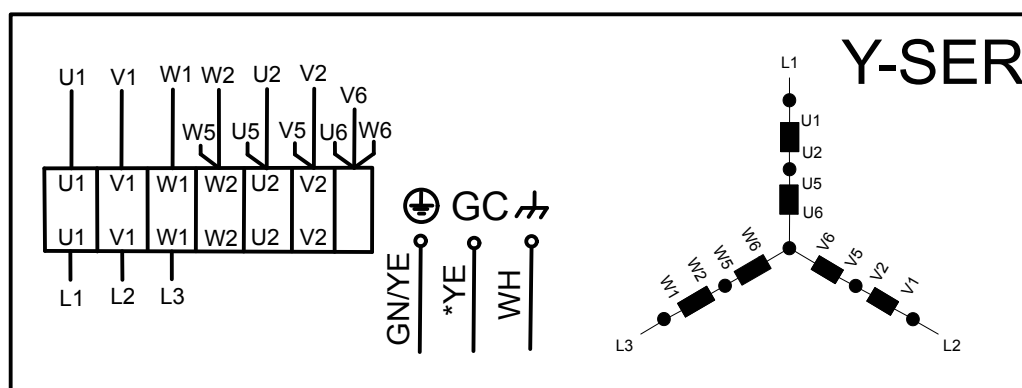 Y-SER
U1 V1 W1 W2 U2 V2 V6
W5 U5 V5 U6 W6
U1 V1 W1 W2 U2 V2
U1 V1 W1 W2 U2 V2
L1 L2 L3
GC
GN/YE
*YE
WH
L1
U1
U2
U5
U6
W6
W5
W2
W1
L3
V6
V5
V2
V1
L2